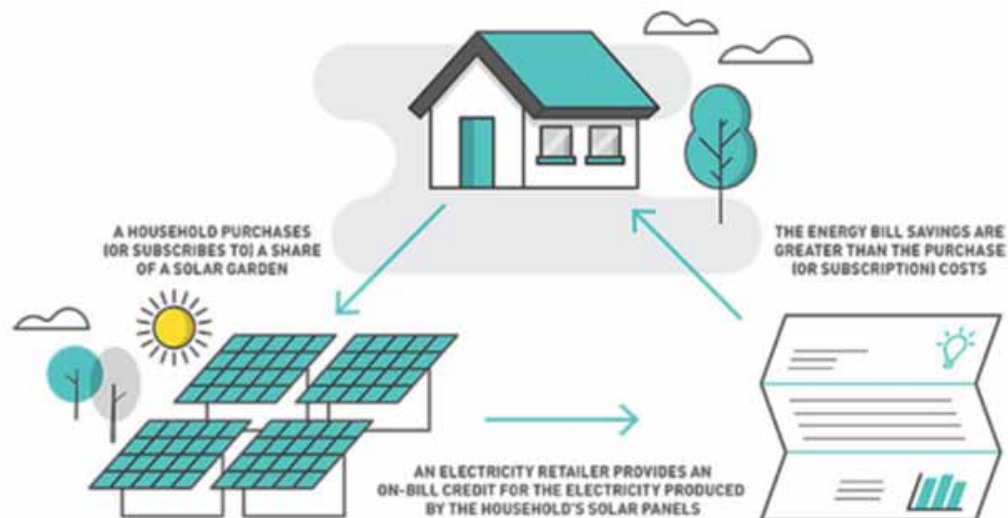 A HOUSEHOLD PURCHASES
(OR SUBSCRIBES TO) A SHARE
OF A SOLAR GARDEN
THE ENERGY BILL SAVINGS ARE
GREATER THAN THE PURCHASE
(OR SUBSCRIPTION) COSTS
AN ELECTRICITY RETAILER PROVIDES AN
ON-BILL CREDIT FOR THE ELECTRICITY PRODUCED
BY THE HOUSEHOLD'S SOLAR PANELS